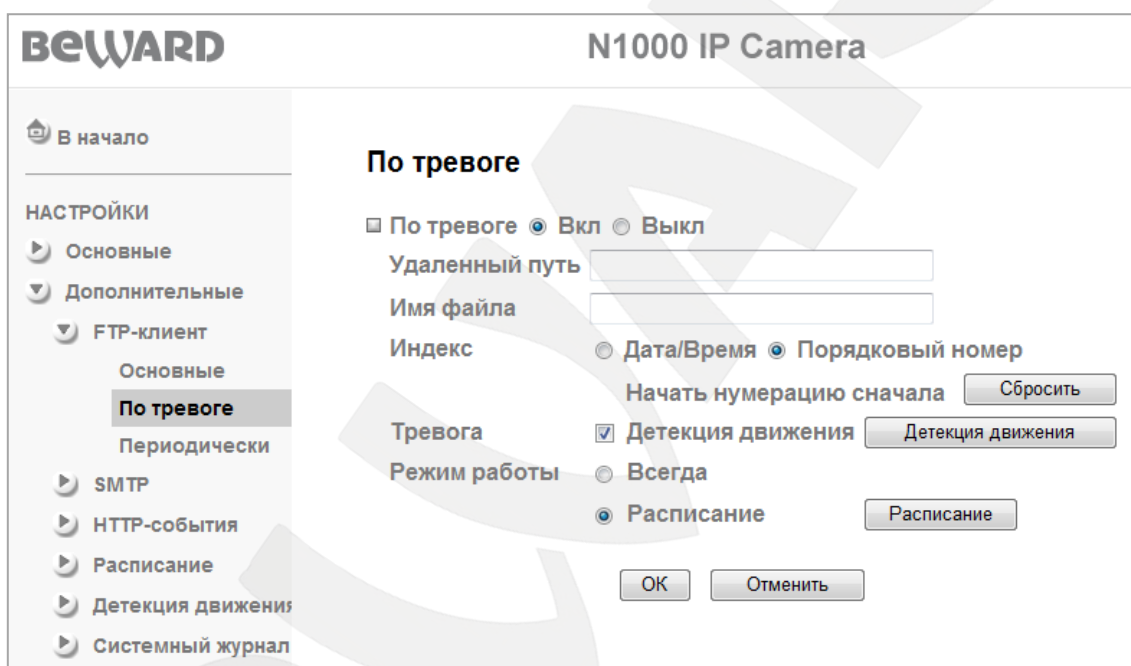 BEWARD
N1000 IP Camera
В начало
НАСТРОЙКИ
Основные
Дополнительные
FTP-клиент
Основные
По тревоге
Периодически
SMTP
HTTP-события
Расписание
Детекция движения
Системный журнал
По тревоге
По тревоге Вкл Выкл
Удаленный путь
Имя файла
Индекс Дата/Время Порядковый номер
Начать нумерацию сначала Сбросить
Тревога Детекция движения Детекция движения
Режим работы Всегда
Расписание Расписание
ОК Отменить